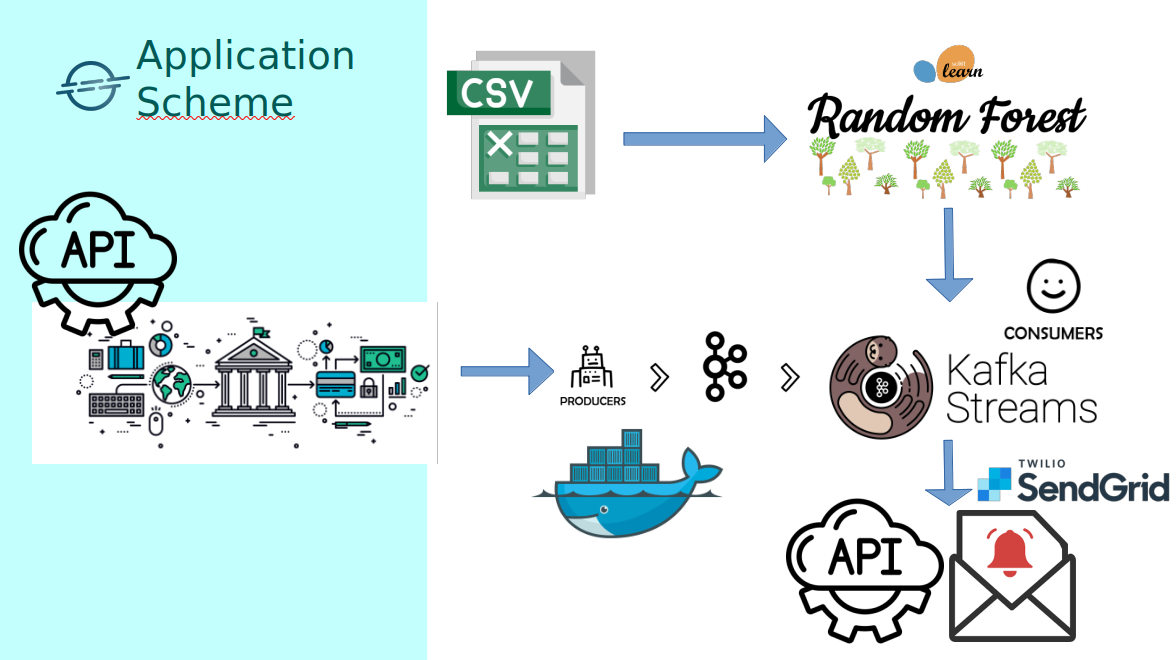 Application
Scheme
CSV
scikit
learn
Random Forest
API
CONSUMERS
PRODUCERS
Kafka
Streams
TWILIO
SendGrid
API